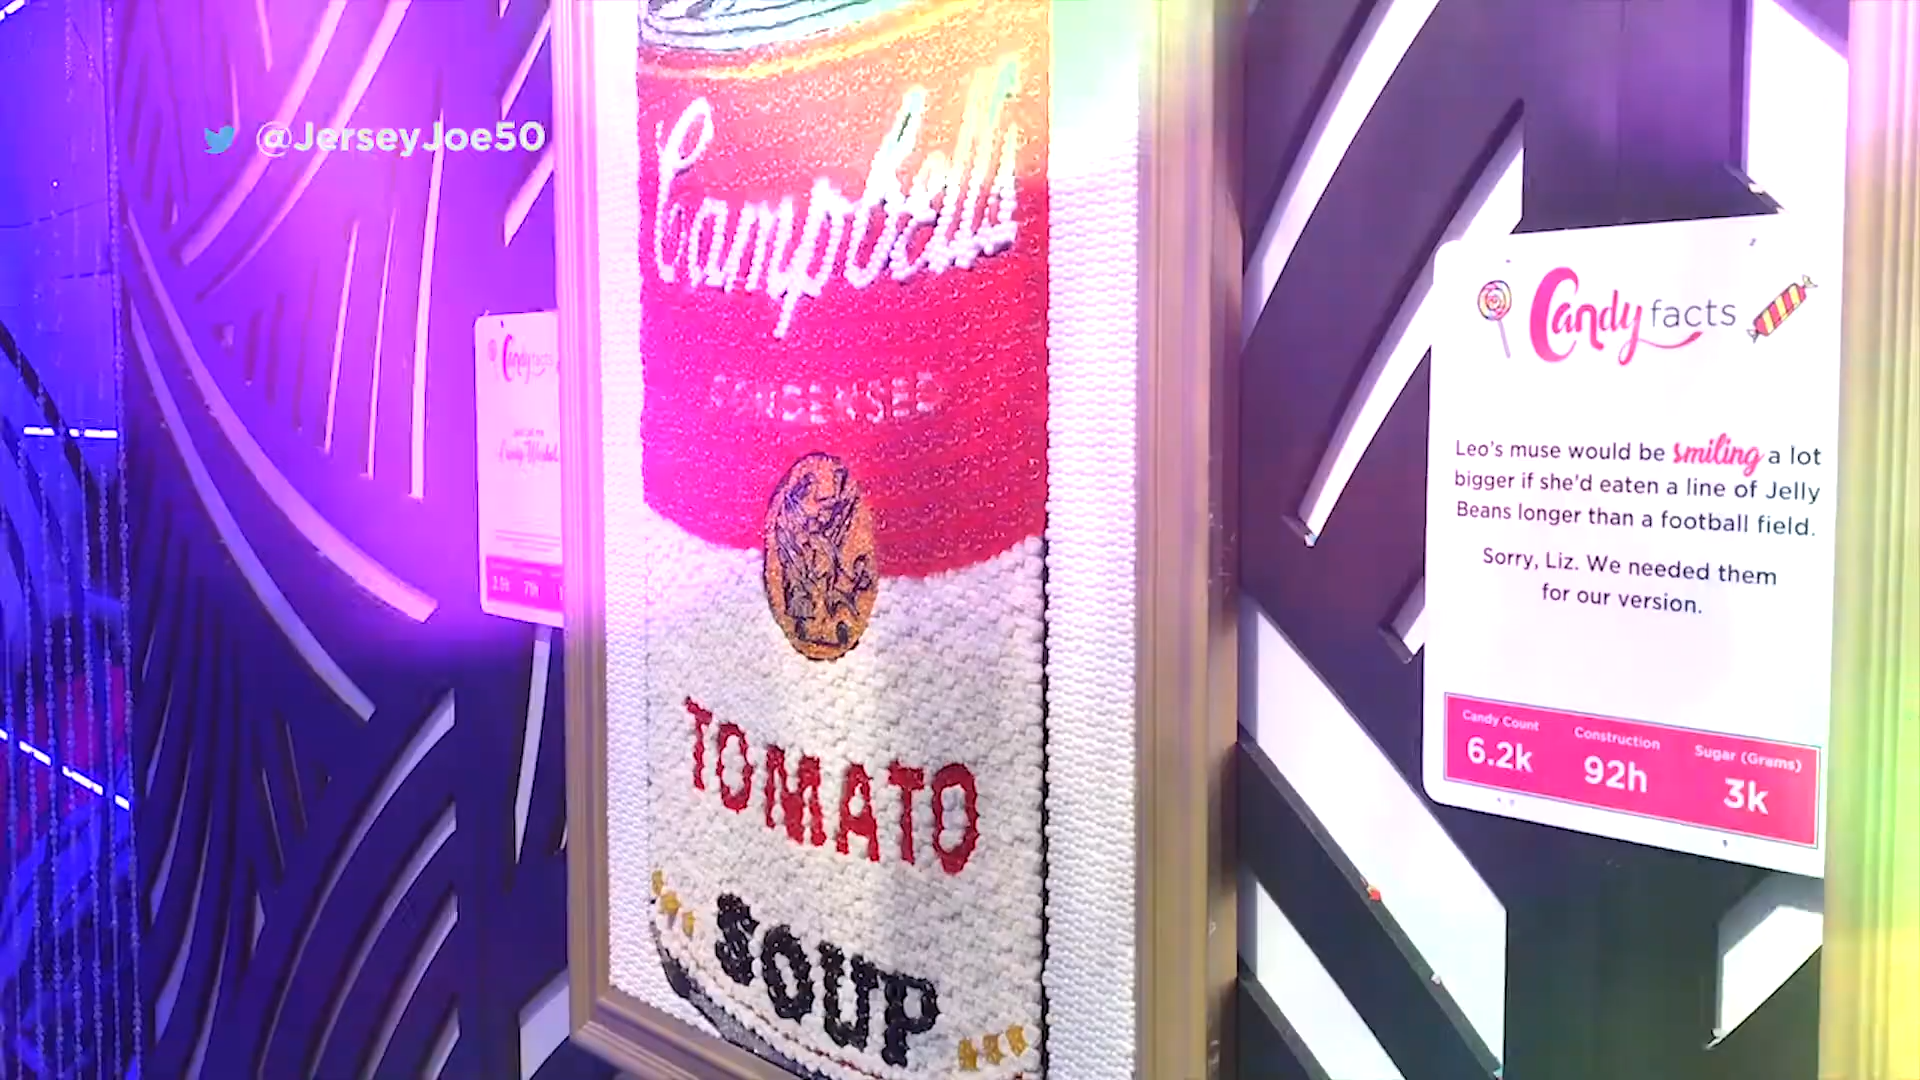 @JerseyJoe50
Campbell's
CONDENSED
TOMATO
SOUP
Candy facts
Candy facts
Leo's muse would be smiling a lot
bigger if she'd eaten a line of Jelly
Beans longer than a football field.
Sorry, Liz. We needed them
for our version.
Candy Count Construction Sugar (Grams)
6.2k 92h 3k